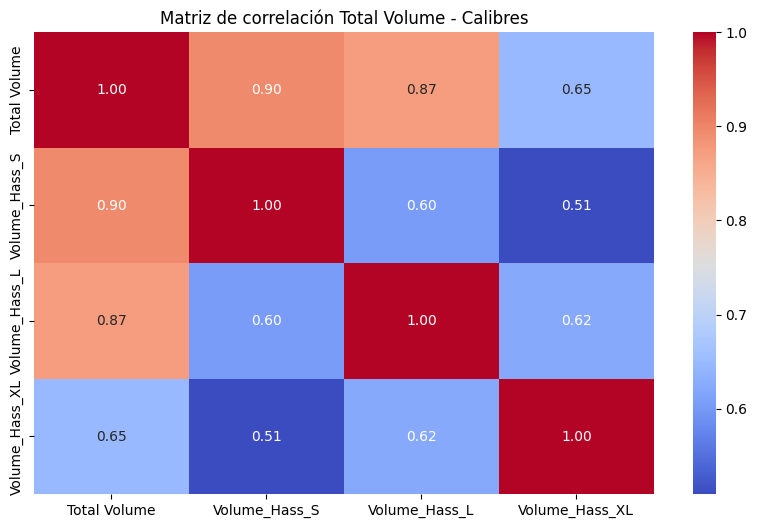 Matriz de correlación Total Volume - Calibres
Total Volume
1.00
0.90
0.87
0.65
Volume_Hass_S
0.90
1.00
0.60
0.51
Volume_Hass_L
0.87
0.60
1.00
0.62
Volume_Hass_XL
0.65
0.51
0.62
1.00
Total Volume
Volume_Hass_S
Volume_Hass_L
Volume_Hass_XL
1.0
0.9
0.8
0.7
0.6